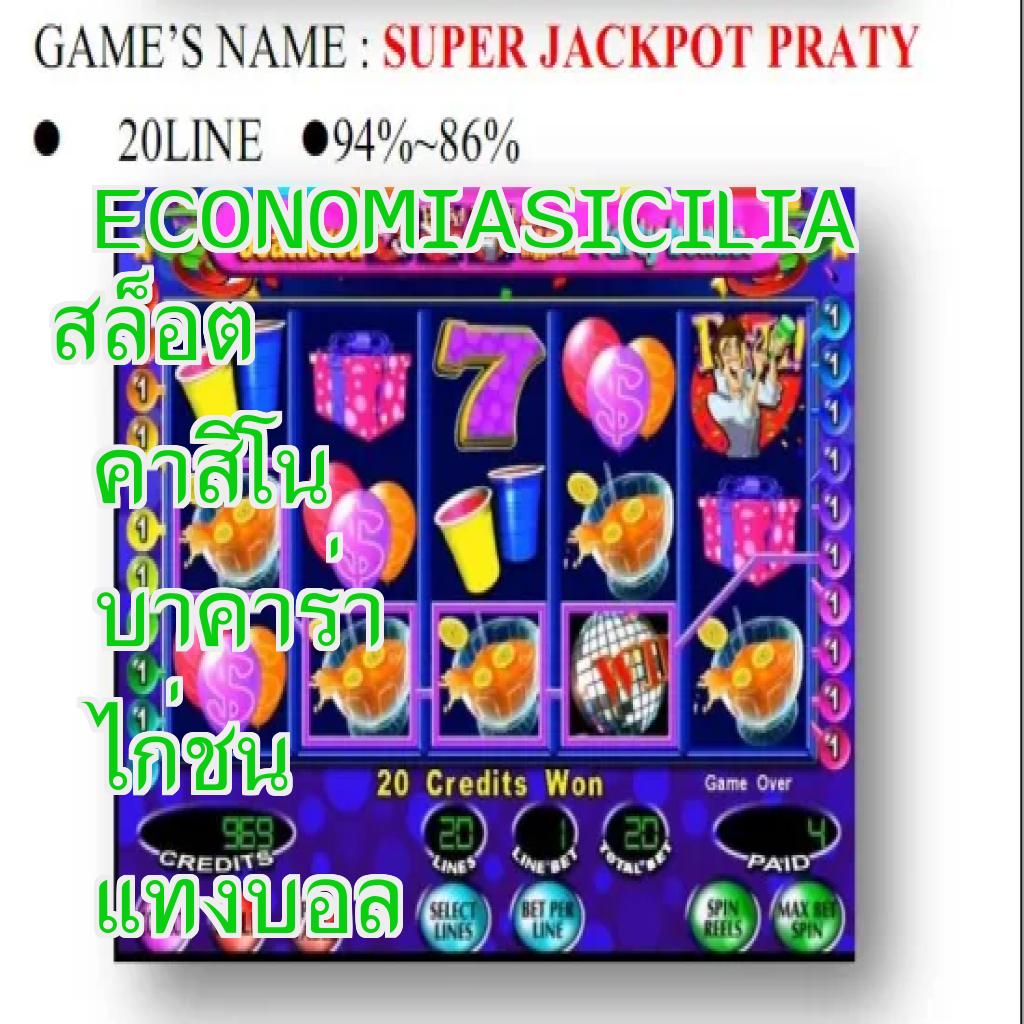 GAME'S NAME : SUPER JACKPOT PRATY
● 20LINE ●94%~86%
ECONOMIASICILIA
สล็อต
คาสิโน
บาคาร่า
ไก่ชน
แทงบอล
20 Credits Won
Game Over
969
CREDITS
20
LINES
1
LINE BET
20
TOTAL BET
4
PAID
SELECT LINES
BET PER LINE
SPIN REELS
MAX BET SPIN